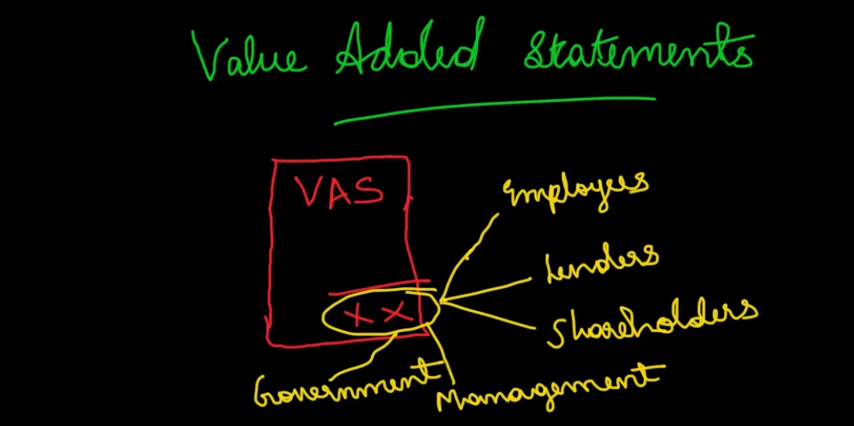 Value Added Statements
VAS
Employees
Lenders
Shareholders
XX
Government
Management